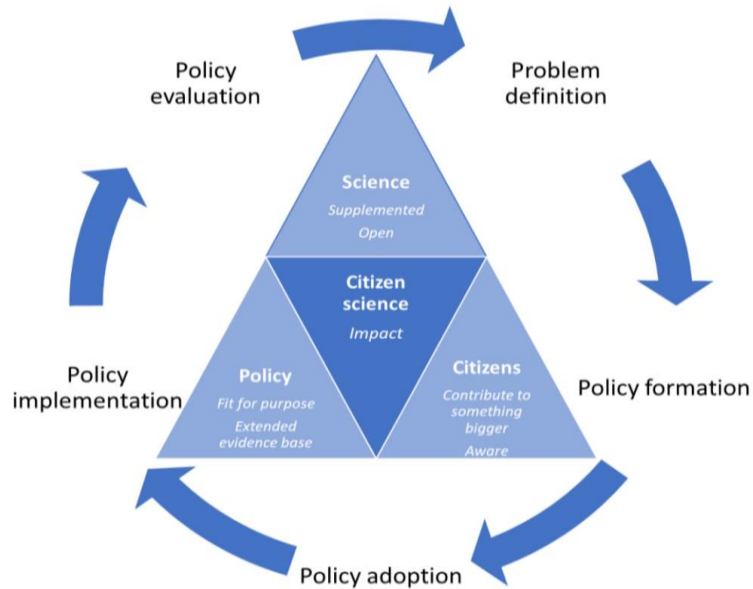 Policy
evaluation
Problem
definition
Science
Supplemented
Open
Citizen
science
Impact
Policy
implementation
Policy
Fit for purpose
Extended
evidence base
Citizens
Contribute to
something
bigger
Aware
Policy formation
Policy adoption